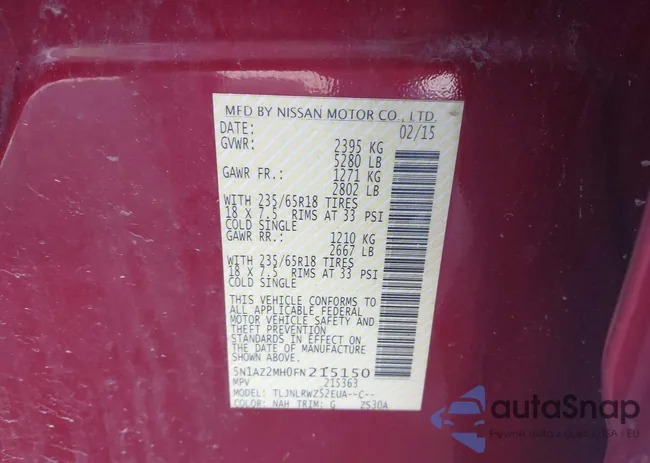 MFD BY NISSAN MOTOR CO., LTD.
DATE: 02/15
GVWR: 2395 KG
5280 LB
GAWR FR.: 1271 KG
2802 LB
WITH 235/65R18 TIRES
18 X 7.5 RIMS AT 33 PSI
COLD SINGLE
GAWR RR.: 1210 KG
2667 LB
WITH 235/65R18 TIRES
18 X 7.5 RIMS AT 33 PSI
COLD SINGLE
THIS VEHICLE CONFORMS TO
ALL APPLICABLE FEDERAL
MOTOR VEHICLE SAFETY AND
THEFT PREVENTION
STANDARDS IN EFFECT ON
THE DATE OF MANUFACTURE
SHOWN ABOVE.
5N1AZ2MH0FN215150
MPV 215363
MODEL: TLJNLRWZ52EUA--C--
COLOR: NAH TRIM: G Z530A
autoSnap